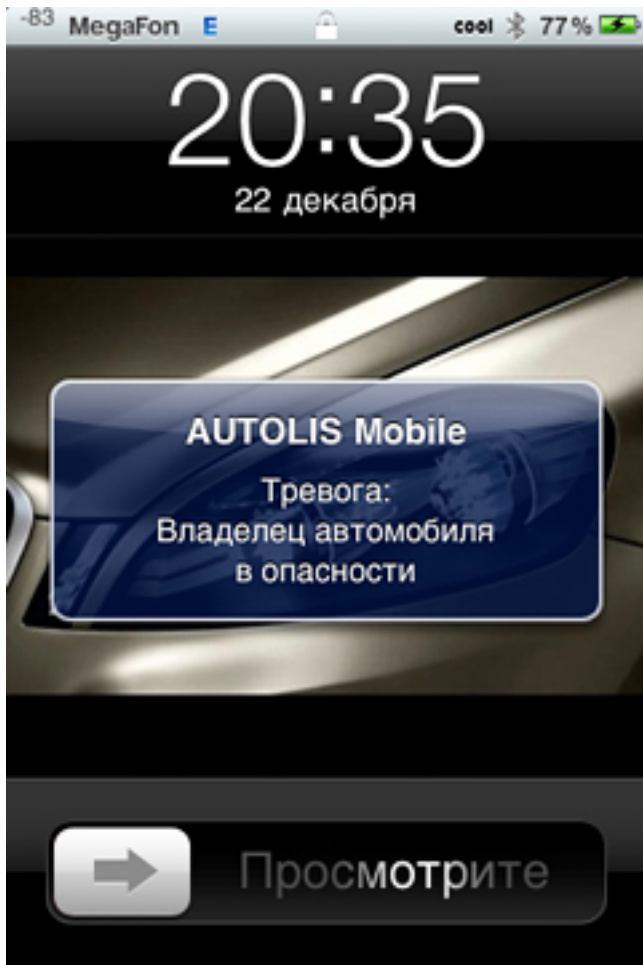 -83 MegaFon E cool 77%
20:35
22 декабря
AUTOLIS Mobile
Тревога:
Владелец автомобиля
в опасности
Просмотрите